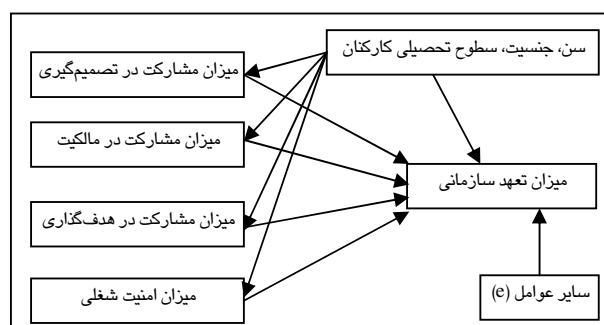 سن، جنسیت، سطوح تحصیلی کارکنان
میزان مشارکت در تصمیم‌گیری
میزان مشارکت در مالکیت
میزان تعهد سازمانی
میزان مشارکت در هدف‌گذاری
میزان امنیت شغلی
سایر عوامل (e)